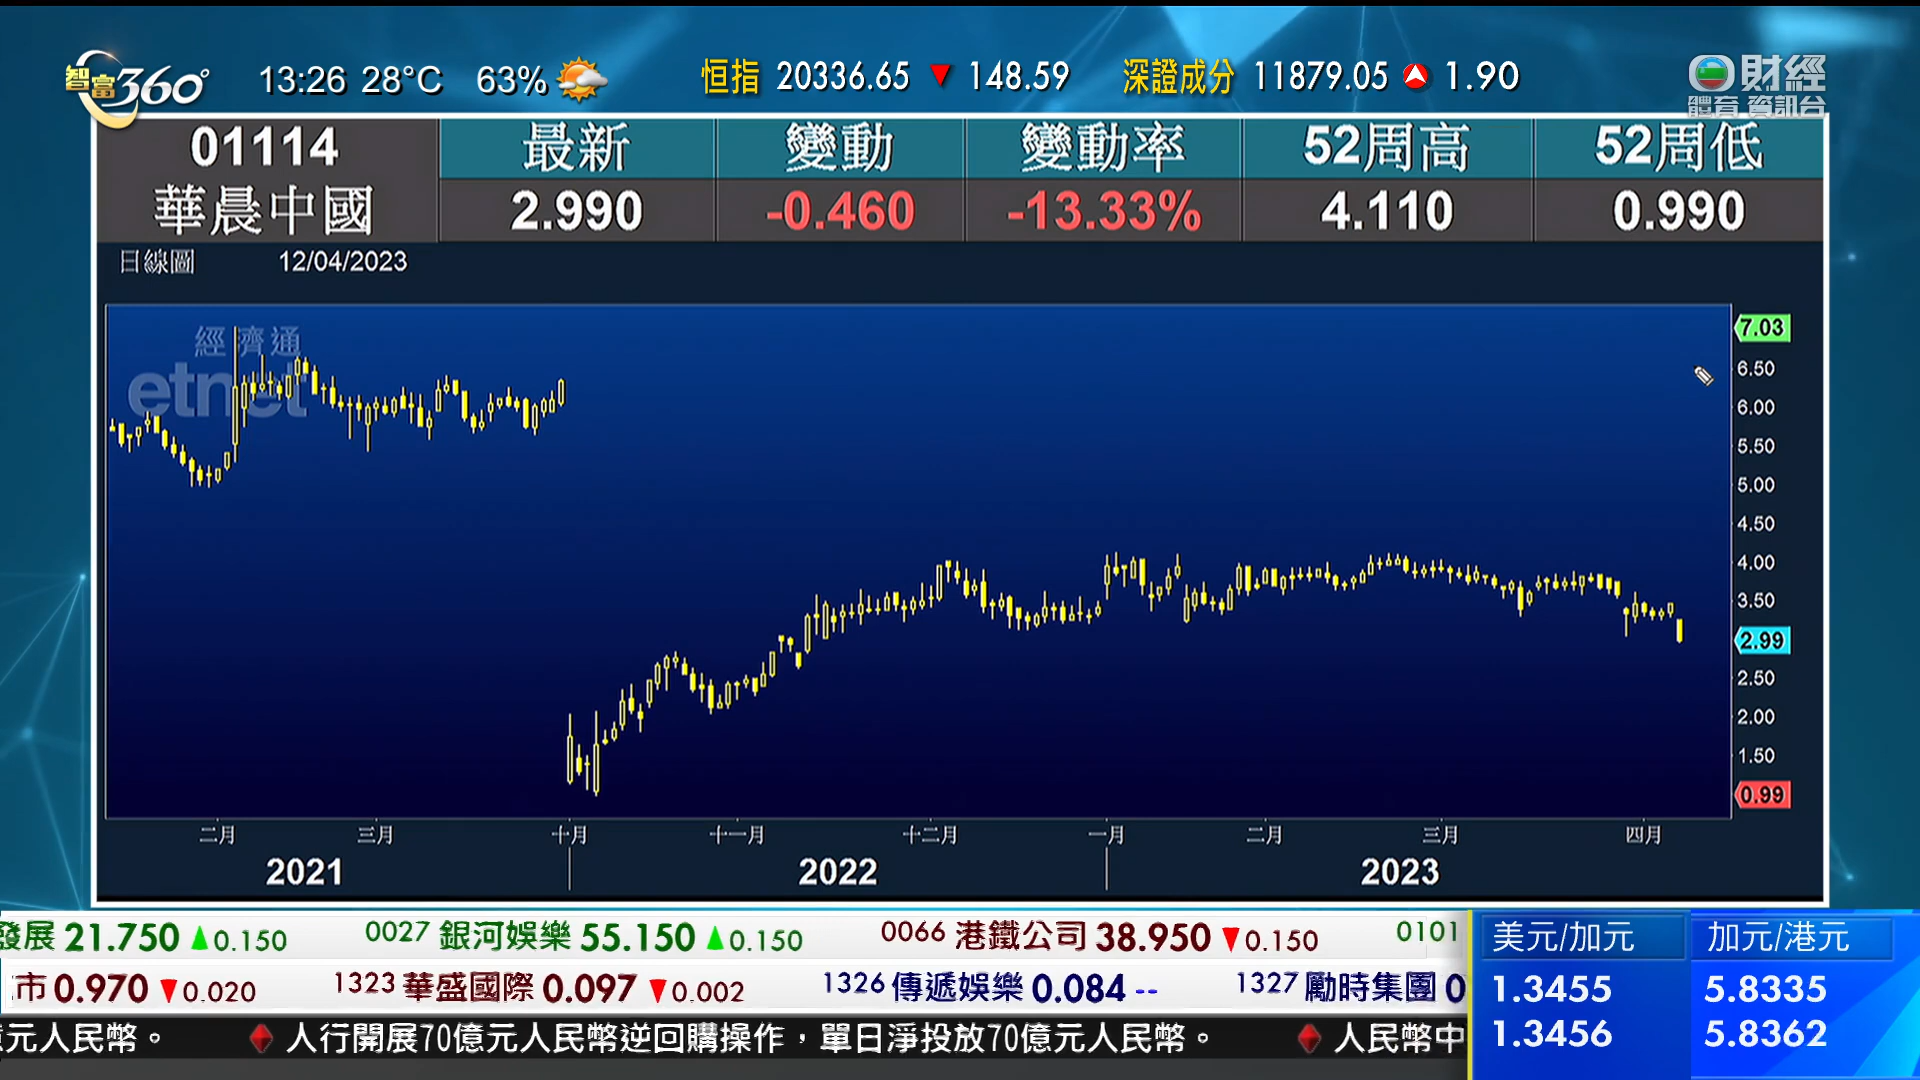 智富360°
13:26 28°C 63%
恒指 20336.65 ▼ 148.59 深證成分 11879.05 ▲ 1.90
財經
體育 資訊台
01114
華晨中國
最新 變動 變動率 52周高 52周低
2.990 -0.460 -13.33% 4.110 0.990
日線圖 12/04/2023
經濟通
etnet
7.03
6.50
6.00
5.50
5.00
4.50
4.00
3.50
2.99
2.50
2.00
1.50
0.99
二月 三月 十月 十一月 十二月 一月 二月 三月 四月
2021 2022 2023
發展 21.750 ▲0.150 0027 銀河娛樂 55.150 ▲0.150 0066 港鐵公司 38.950 ▼0.150 0101
市 0.970 ▼0.020 1323 華盛國際 0.097 ▼0.002 1326 傳遞娛樂 0.084 -- 1327 勵時集團 0
元人民幣。 ♦ 人行開展70億元人民幣逆回購操作，單日淨投放70億元人民幣。 ♦ 人民幣中
美元/加元 加元/港元
1.3455 5.8335
1.3456 5.8362